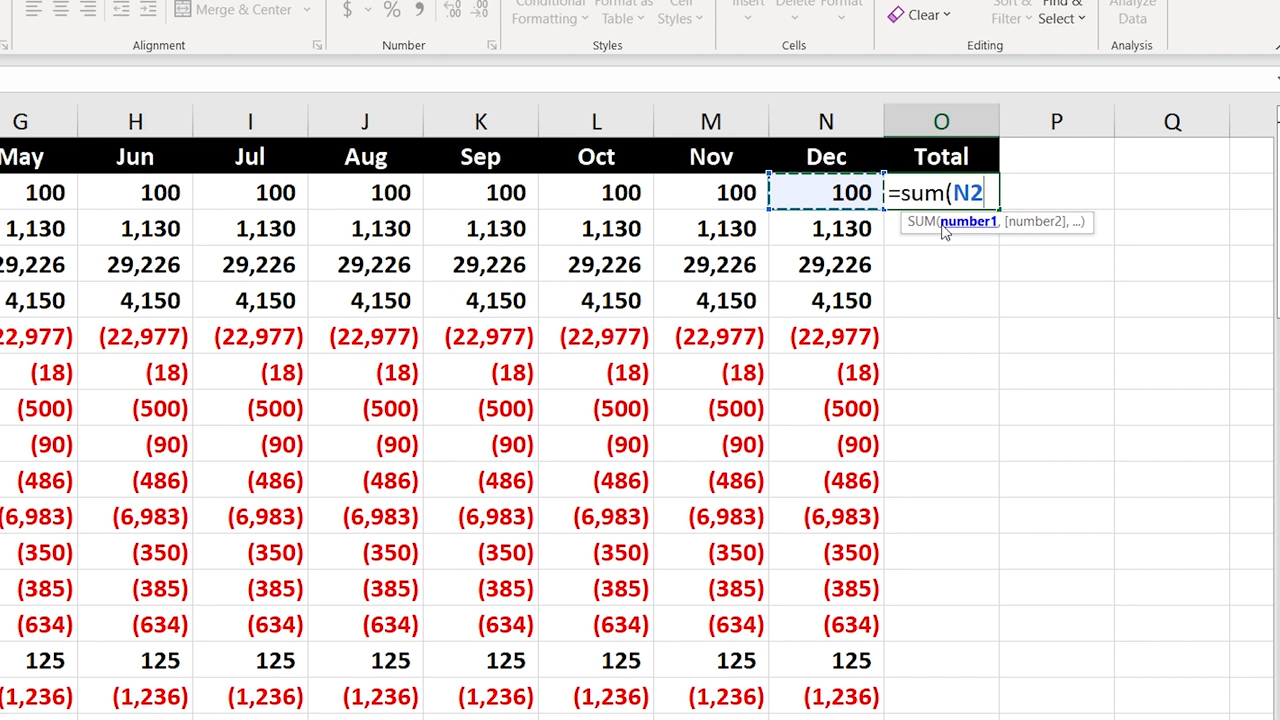 Merge & Center $ % 9 Conditional Format as Cell Insert Delete Format Sort & Find & Analyze
Formatting Table Styles Clear Filter Select Data
Alignment Number Styles Cells Editing Analysis
G H I J K L M N O P Q
May Jun Jul Aug Sep Oct Nov Dec Total
100 100 100 100 100 100 100 100 =sum(N2
SUM(number1, [number2], ...)
1,130 1,130 1,130 1,130 1,130 1,130 1,130 1,130
29,226 29,226 29,226 29,226 29,226 29,226 29,226 29,226
4,150 4,150 4,150 4,150 4,150 4,150 4,150 4,150
22,977) (22,977) (22,977) (22,977) (22,977) (22,977) (22,977) (22,977)
(18) (18) (18) (18) (18) (18) (18) (18)
(500) (500) (500) (500) (500) (500) (500) (500)
(90) (90) (90) (90) (90) (90) (90) (90)
(486) (486) (486) (486) (486) (486) (486) (486)
(6,983) (6,983) (6,983) (6,983) (6,983) (6,983) (6,983) (6,983)
(350) (350) (350) (350) (350) (350) (350) (350)
(385) (385) (385) (385) (385) (385) (385) (385)
(634) (634) (634) (634) (634) (634) (634) (634)
125 125 125 125 125 125 125 125
(1,236) (1,236) (1,236) (1,236) (1,236) (1,236) (1,236) (1,236)